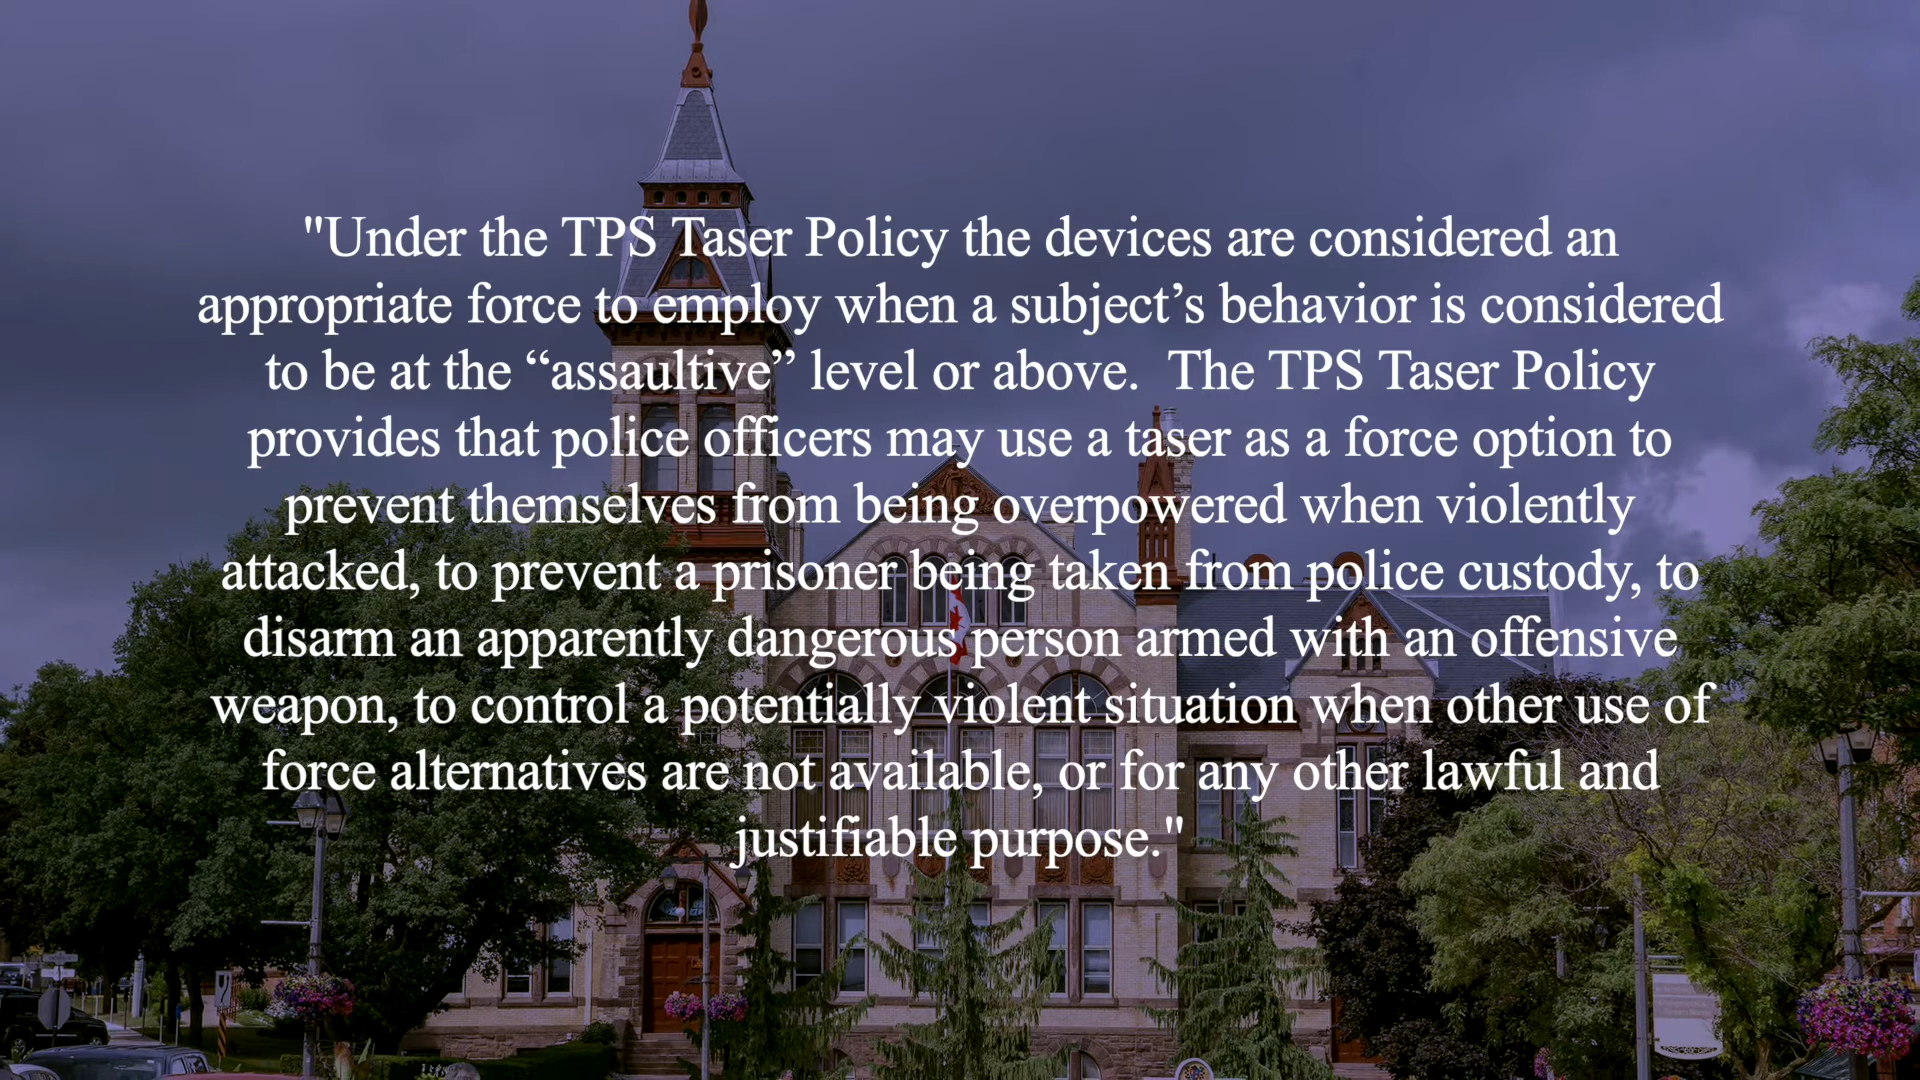 "Under the TPS Taser Policy the devices are considered an
appropriate force to employ when a subject’s behavior is considered
to be at the “assaultive” level or above.  The TPS Taser Policy
provides that police officers may use a taser as a force option to
prevent themselves from being overpowered when violently
attacked, to prevent a prisoner being taken from police custody, to
disarm an apparently dangerous person armed with an offensive
weapon, to control a potentially violent situation when other use of
force alternatives are not available, or for any other lawful and
justifiable purpose."